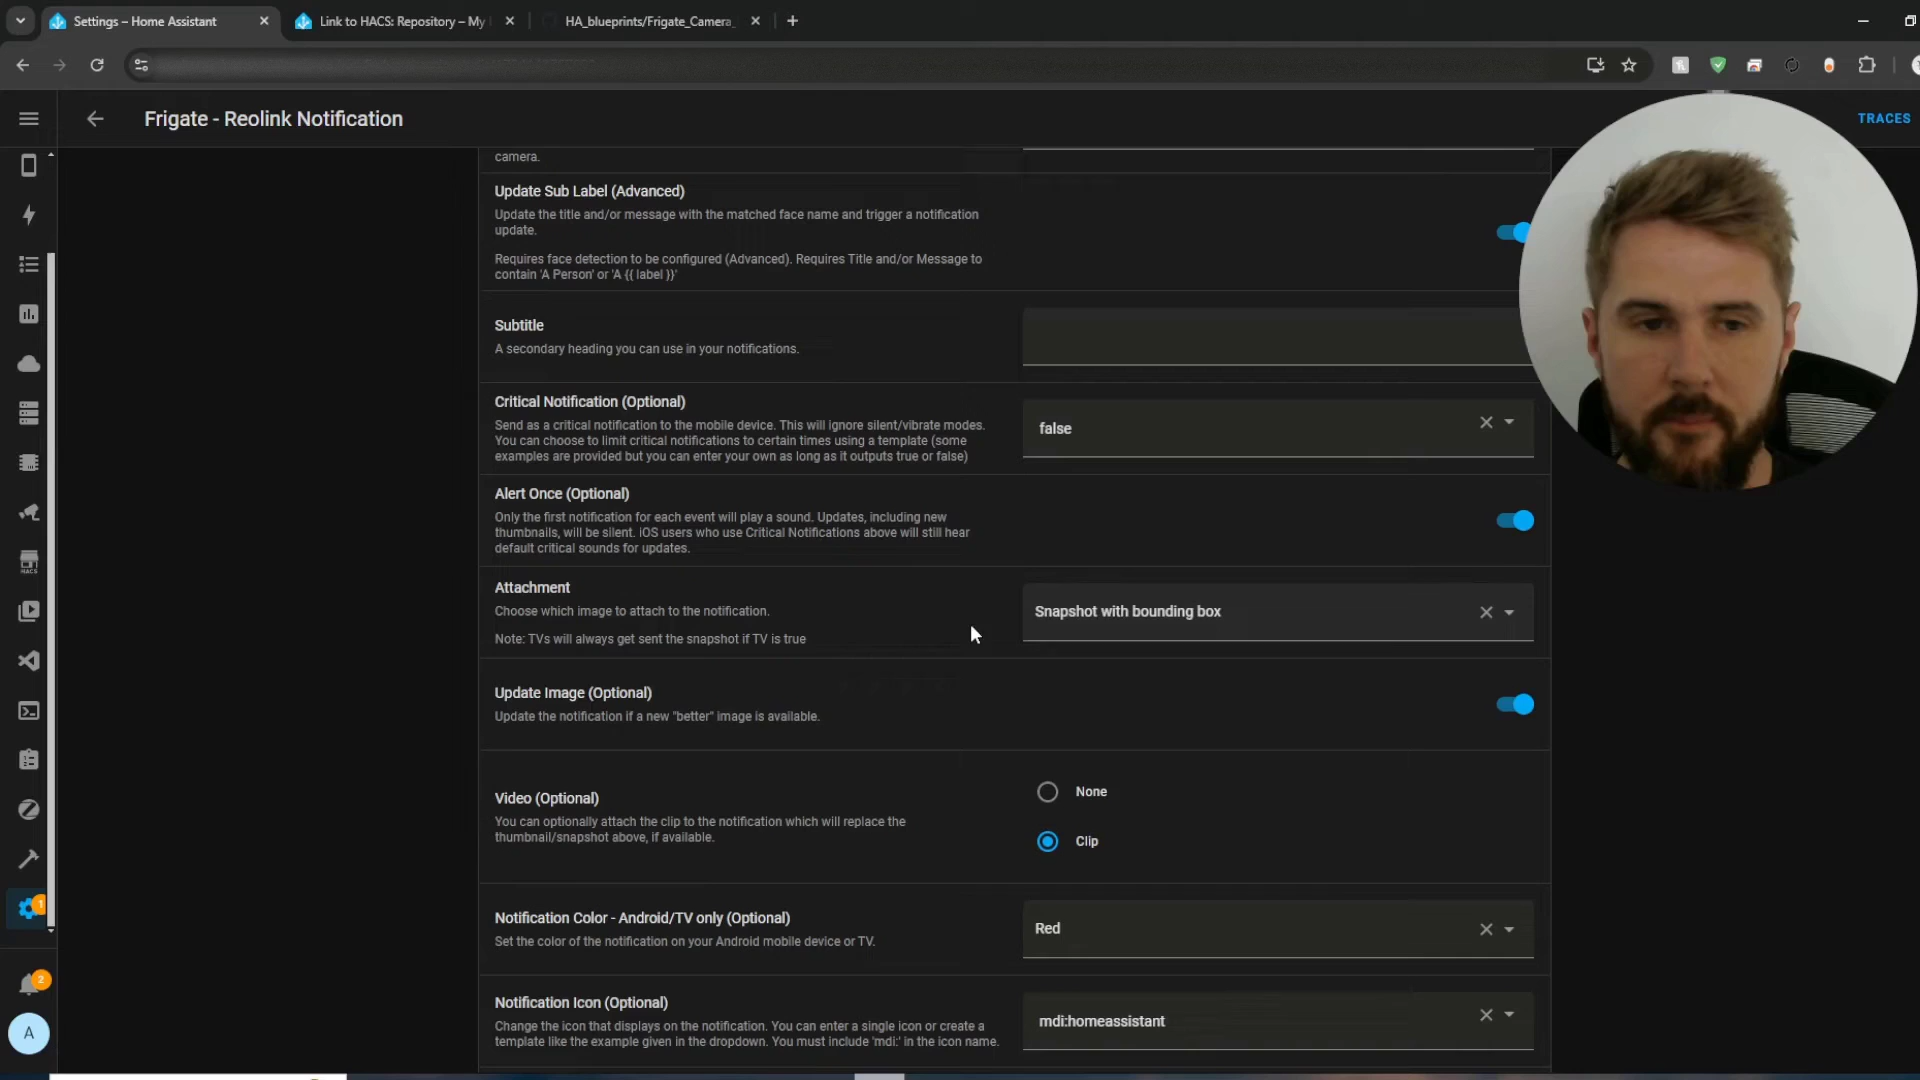 Settings – Home Assistant
Link to HACS: Repository – My
HA_blueprints/Frigate_Camera_
Frigate - Reolink Notification
TRACES
camera.
Update Sub Label (Advanced)
Update the title and/or message with the matched face name and trigger a notification
update.
Requires face detection to be configured (Advanced). Requires Title and/or Message to
contain 'A Person' or 'A {{ label }}'
Subtitle
A secondary heading you can use in your notifications.
Critical Notification (Optional)
Send as a critical notification to the mobile device. This will ignore silent/vibrate modes.
You can choose to limit critical notifications to certain times using a template (some
examples are provided but you can enter your own as long as it outputs true or false)
false
Alert Once (Optional)
Only the first notification for each event will play a sound. Updates, including new
thumbnails, will be silent. iOS users who use Critical Notifications above will still hear
default critical sounds for updates.
Attachment
Choose which image to attach to the notification.
Note: TVs will always get sent the snapshot if TV is true
Snapshot with bounding box
Update Image (Optional)
Update the notification if a new "better" image is available.
Video (Optional)
You can optionally attach the clip to the notification which will replace the
thumbnail/snapshot above, if available.
None
Clip
Notification Color - Android/TV only (Optional)
Set the color of the notification on your Android mobile device or TV.
Red
Notification Icon (Optional)
Change the icon that displays on the notification. You can enter a single icon or create a
template like the example given in the dropdown. You must include 'mdi:' in the icon name.
mdi:homeassistant
HACS
1
2
A